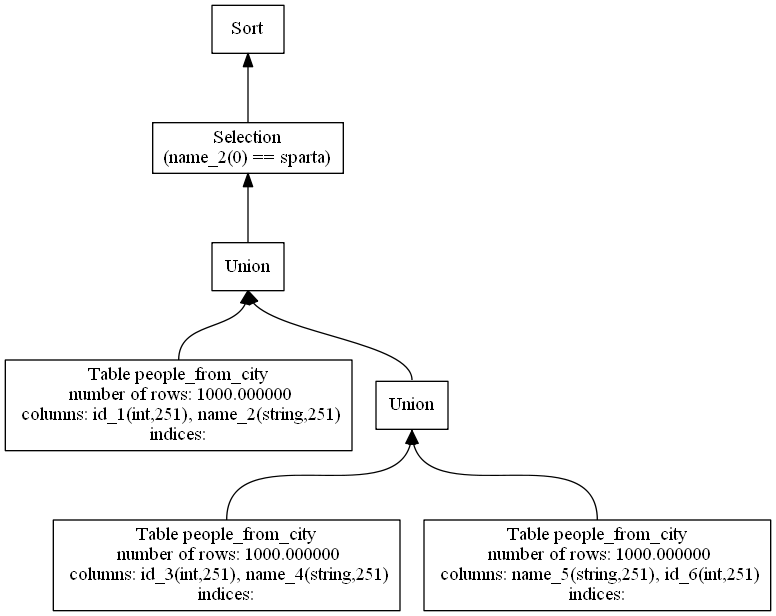 Sort
Selection
(name_2(0) == sparta)
Union
Table people_from_city
number of rows: 1000.000000
columns: id_1(int,251), name_2(string,251)
indices:
Union
Table people_from_city
number of rows: 1000.000000
columns: id_3(int,251), name_4(string,251)
indices:
Table people_from_city
number of rows: 1000.000000
columns: name_5(string,251), id_6(int,251)
indices: